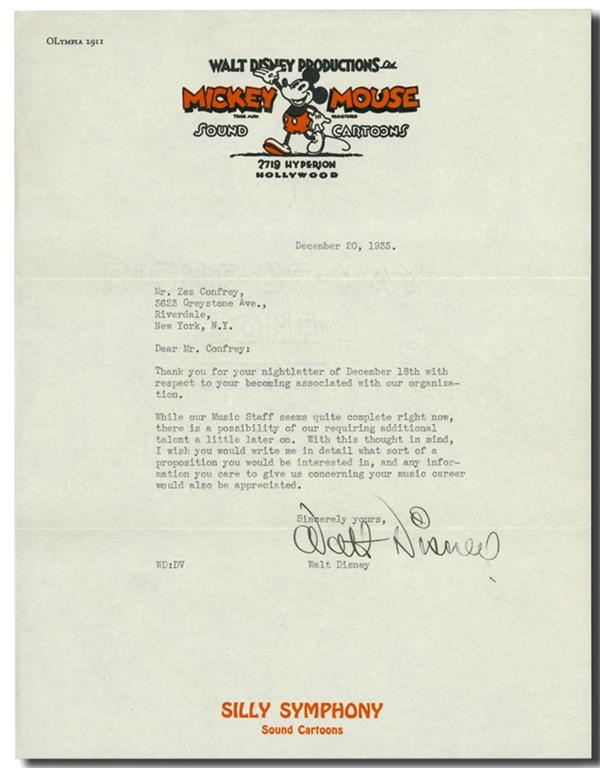 OLympia 2911
WALT DISNEY PRODUCTIONS Ltd.
MICKEY MOUSE
TRADE MARK REGISTERED
SOUND CARTOONS
2719 HYPERION
HOLLYWOOD
December 20, 1935.
Mr. Zez Confrey,
3623 Greystone Ave.,
Riverdale,
New York, N.Y.
Dear Mr. Confrey:
Thank you for your nightletter of December 18th with
respect to your becoming associated with our organiza-
tion.
While our Music Staff seems quite complete right now,
there is a possibility of our requiring additional
talent a little later on. With this thought in mind,
I wish you would write me in detail what sort of a
proposition you would be interested in, and any infor-
mation you care to give us concerning your music career
would also be appreciated.
Sincerely yours,
Walt Disney
WD:DV Walt Disney
SILLY SYMPHONY
Sound Cartoons